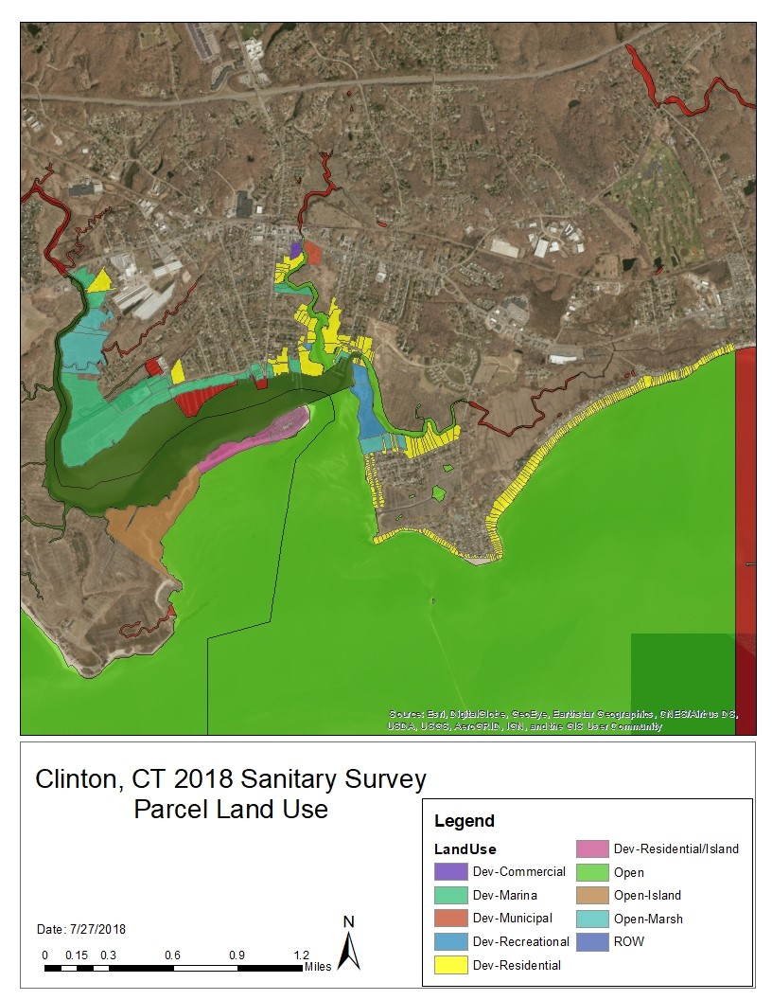 Source: Esri, DigitalGlobe, GeoEye, Earthstar Geographics, CNES/Airbus DS,
USDA, USGS, AeroGRID, IGN, and the GIS User Community
Clinton, CT 2018 Sanitary Survey
Parcel Land Use
Date: 7/27/2018
N
0 0.15 0.3 0.6 0.9 1.2
Miles
Legend
LandUse
Dev-Commercial
Dev-Marina
Dev-Municipal
Dev-Recreational
Dev-Residential
Dev-Residential/Island
Open
Open-Island
Open-Marsh
ROW